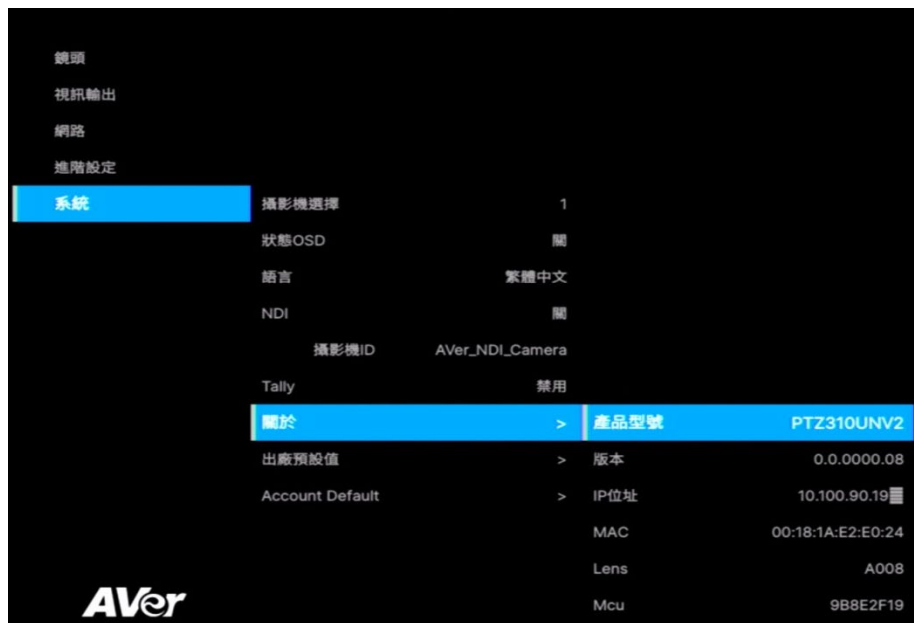 鏡頭
視訊輸出
網路
進階設定
系統 攝影機選擇 1
狀態OSD 關
語言 繁體中文
NDI 關
攝影機ID AVer_NDI_Camera
Tally 禁用
關於 > 產品型號 PTZ310UNV2
出廠預設值 > 版本 0.0.0000.08
Account Default > IP位址 10.100.90.19
MAC 00:18:1A:E2:E0:24
Lens A008
AVer Mcu 9B8E2F19